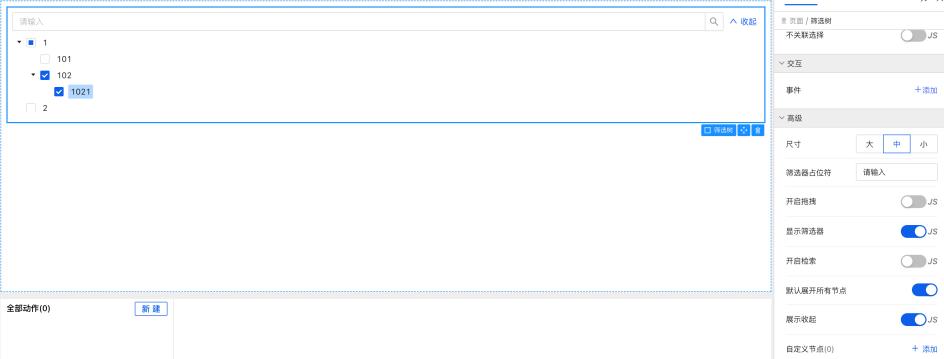 请输入
收起
1
101
102
1021
2
筛选树
全部动作(0)
新 建
页面 / 筛选树
不关联选择 JS
交互
事件 +添加
高级
尺寸 大 中 小
筛选器占位符 请输入
开启拖拽 JS
显示筛选器 JS
开启检索 JS
默认展开所有节点
展示收起 JS
自定义节点(0) + 添加